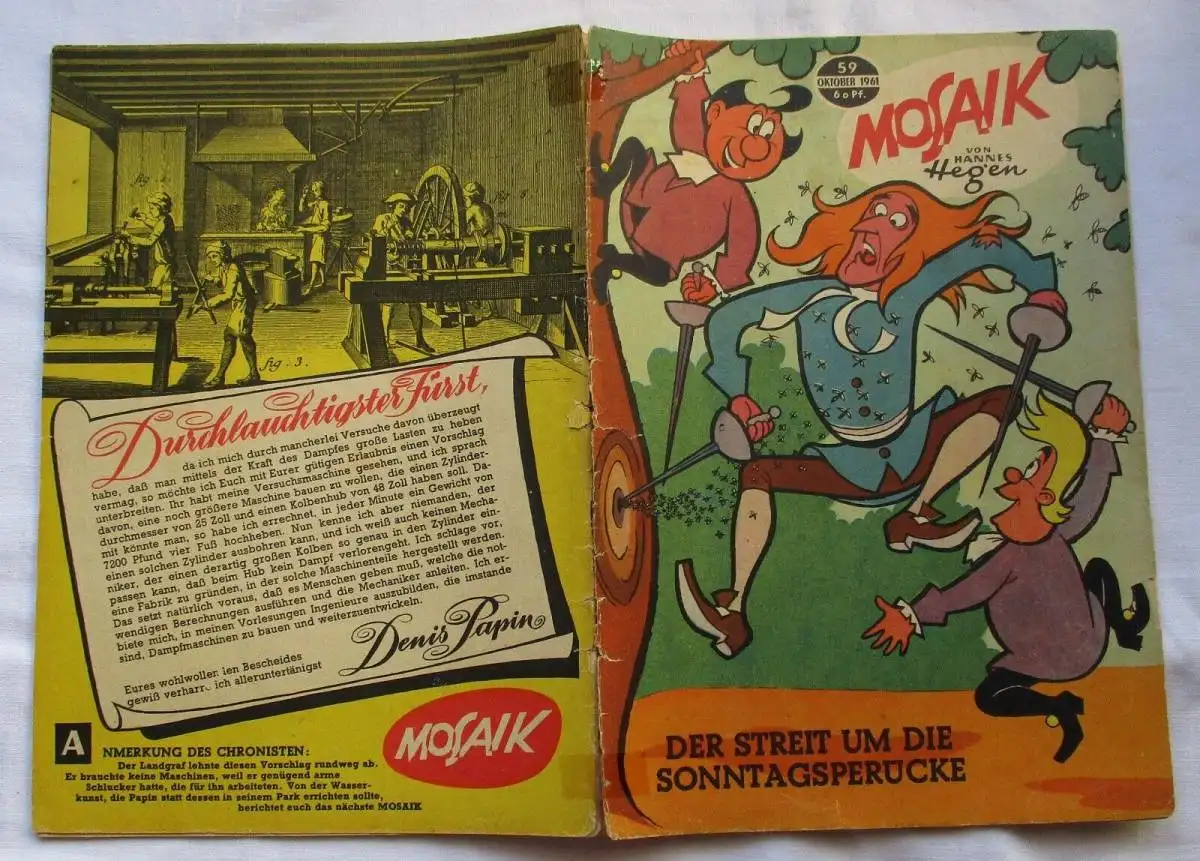 fig. 1.
fig. 5.
fig. 3.
Durchlauchtigster Fürst,
da ich mich durch mancherlei Versuche davon überzeugt
habe, daß man mittels der Kraft des Dampfes große Lasten zu heben
vermag, so möchte ich Euch mit Eurer gütigen Erlaubnis einen Vorschlag
unterbreiten. Ihr habt meine Versuchsmaschine gesehen, und ich sprach
davon, eine noch größere Maschine bauen zu wollen, die einen Zylinder-
durchmesser von 25 Zoll und einen Kolbenhub von 48 Zoll haben soll. Da-
mit könnte man, so habe ich errechnet, in jeder Minute ein Gewicht von
7200 Pfund vier Fuß hochheben. Nun kenne ich aber niemanden, der
einen solchen Zylinder ausbohren kann, und ich weiß auch keinen Mecha-
niker, der einen derartig großen Kolben so genau in den Zylinder ein-
passen kann, daß beim Hub kein Dampf verlorengeht. Ich schlage vor,
eine Fabrik zu gründen, in der solche Maschinenteile hergestellt werden.
Das setzt natürlich voraus, daß es Menschen geben muß, welche die not-
wendigen Berechnungen ausführen und die Mechaniker anleiten. Ich er-
biete mich, in meinen Vorlesungen Ingenieure auszubilden, die imstande
sind, Dampfmaschinen zu bauen und weiterzuentwickeln.
Eures wohlwollenden Bescheides
gewiß verharre ich alleruntertänigst
Denis Papin
ANMERKUNG DES CHRONISTEN:
Der Landgraf lehnte diesen Vorschlag rundweg ab.
Er brauchte keine Maschinen, weil er genügend arme
Schlucker hatte, die für ihn arbeiteten. Von der Wasser-
kunst, die Papin statt dessen in seinem Park errichten sollte,
berichtet euch das nächste MOSAIK
MOSAIK
59
OKTOBER 1961
60 Pf.
MOSAIK
VON
HANNES
Hegen
DER STREIT UM DIE
SONNTAGSPERÜCKE